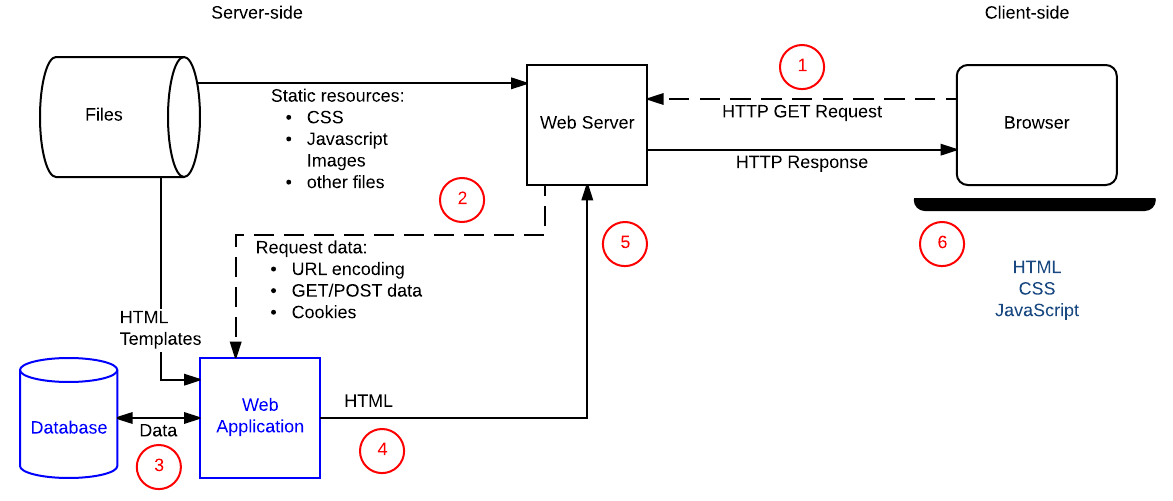 Server-side
Client-side
1
Files
Static resources:
• CSS
• Javascript
Images
• other files
Web Server
HTTP GET Request
Browser
HTTP Response
2
5
6
Request data:
• URL encoding
• GET/POST data
• Cookies
HTML
CSS
JavaScript
HTML
Templates
Database
Data
3
Web
Application
HTML
4